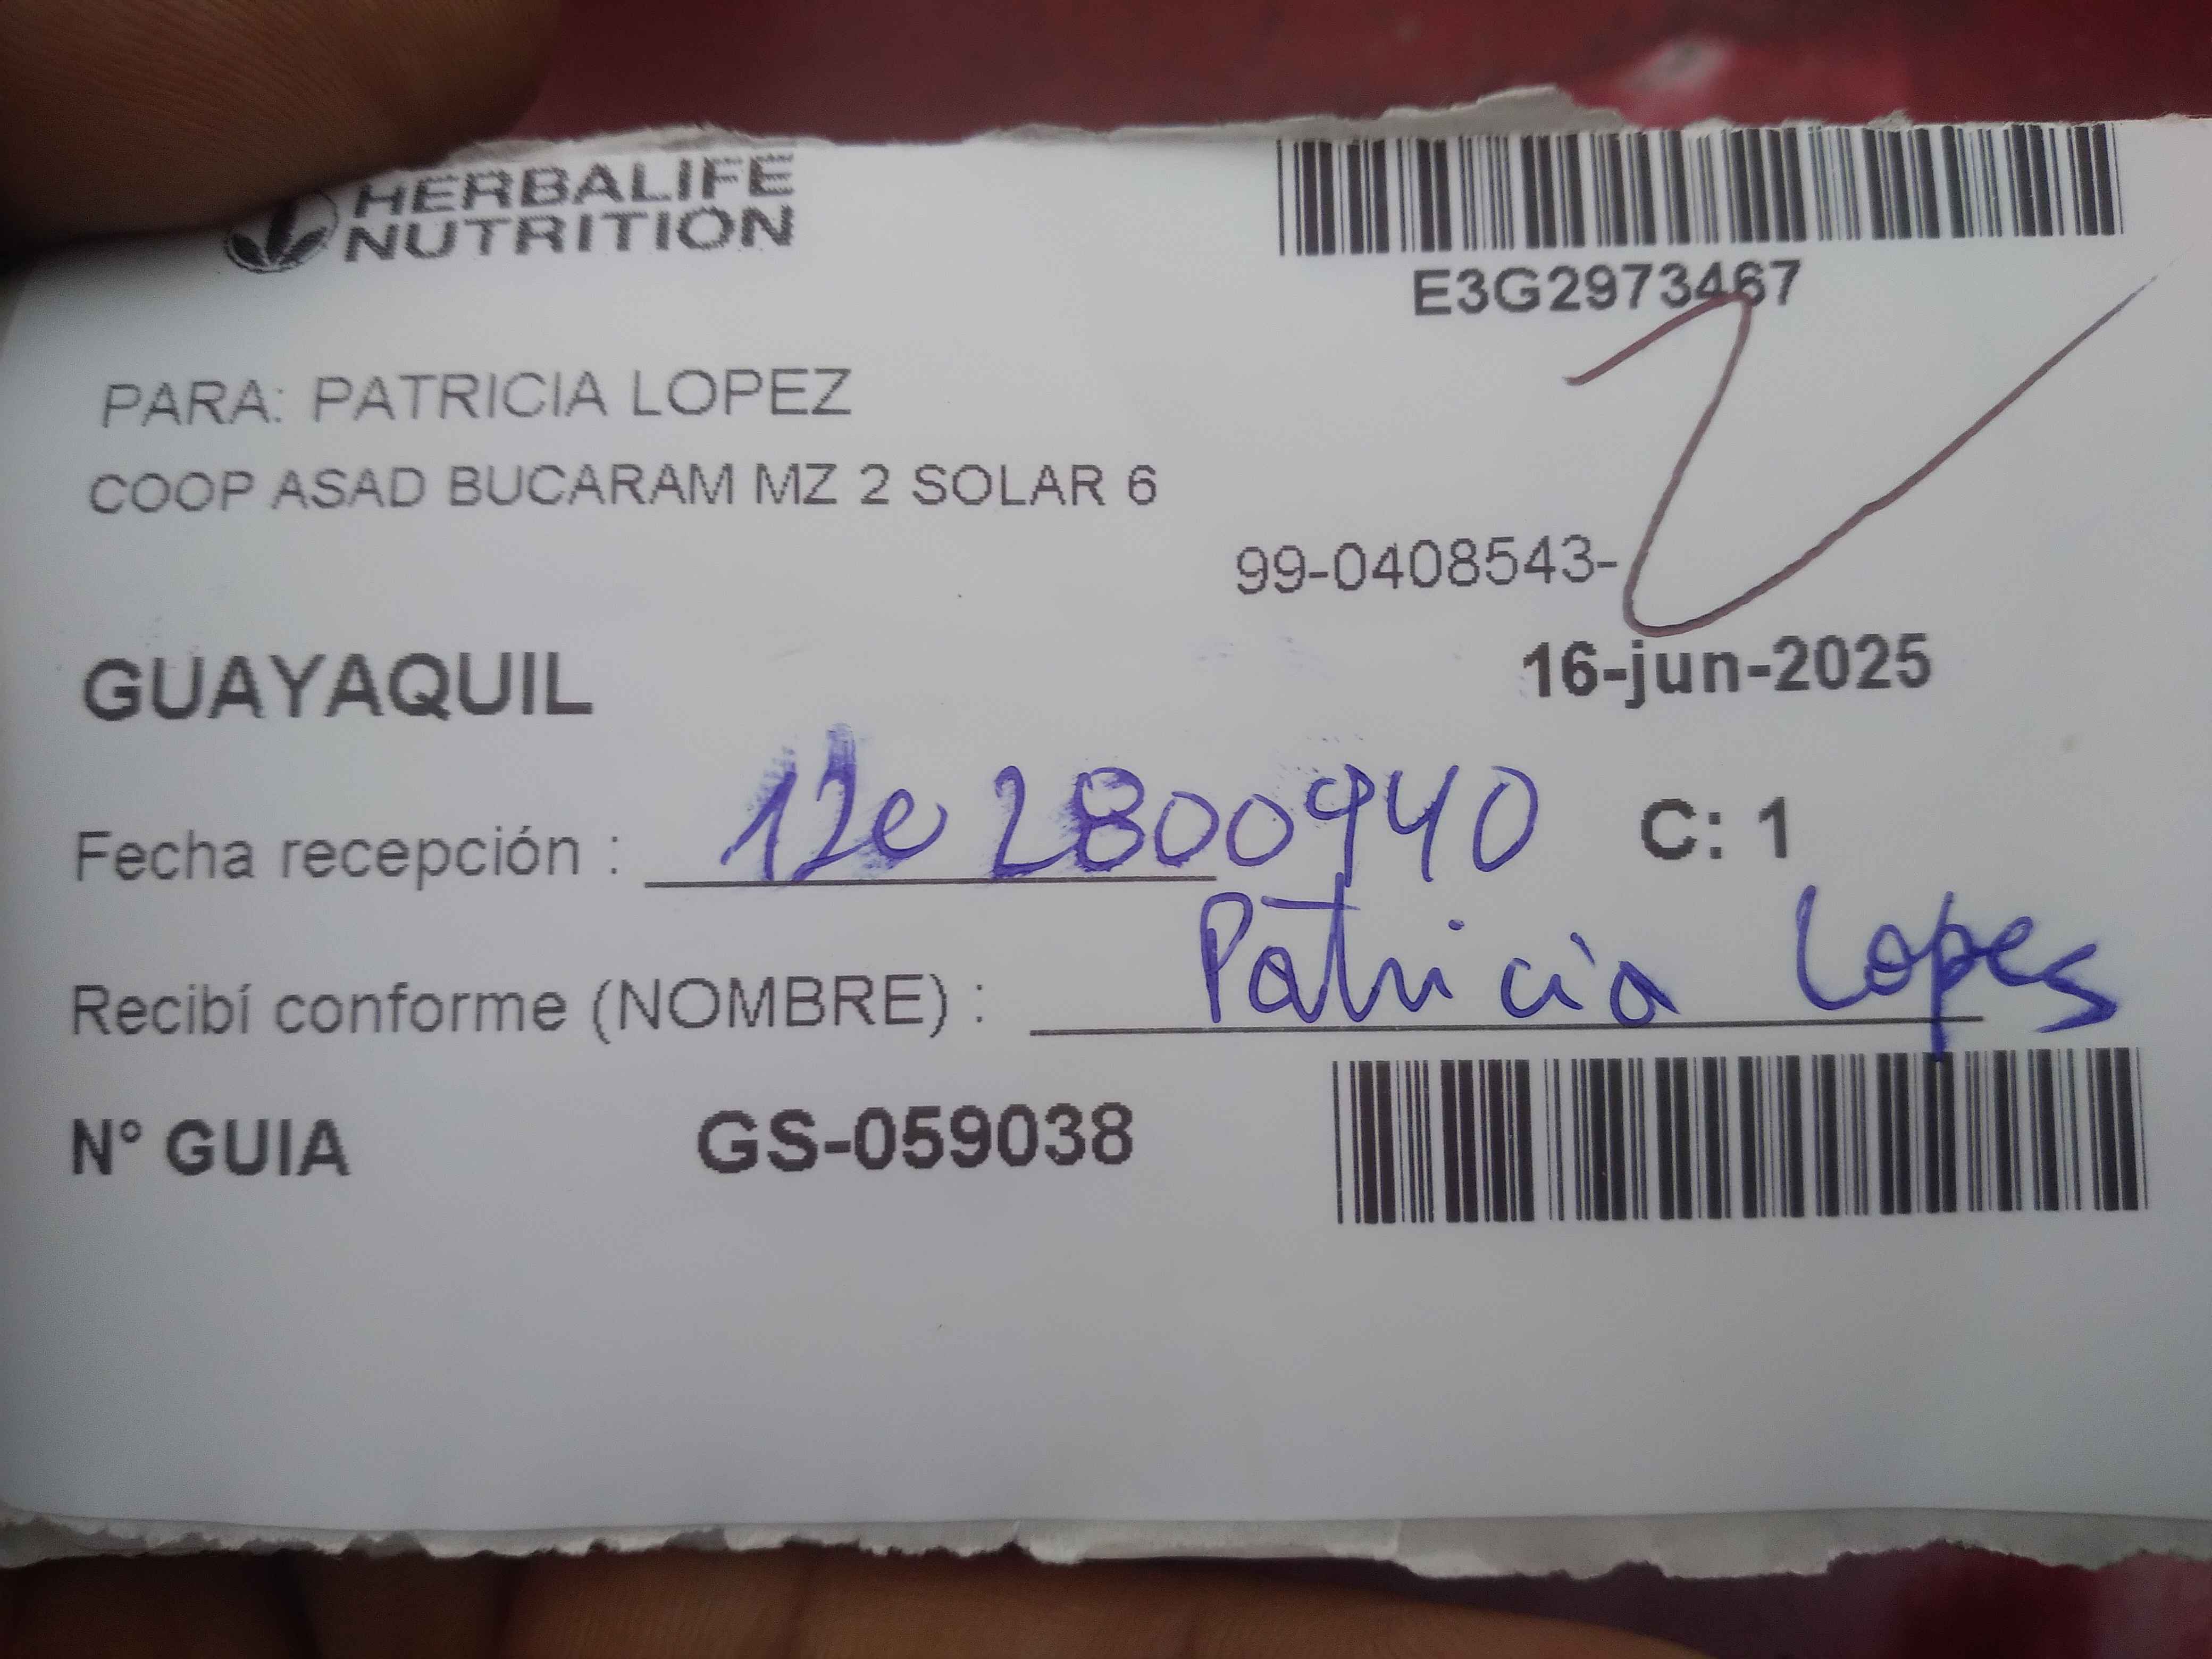 HERBALIFE
NUTRITION
E3G2973467
PARA: PATRICIA LOPEZ
COOP ASAD BUCARAM MZ 2 SOLAR 6
99-0408543-
GUAYAQUIL
16-jun-2025
Fecha recepción : 2800940 C: 1
Recibí conforme (NOMBRE) : Patricia Lopes
N° GUIA GS-059038